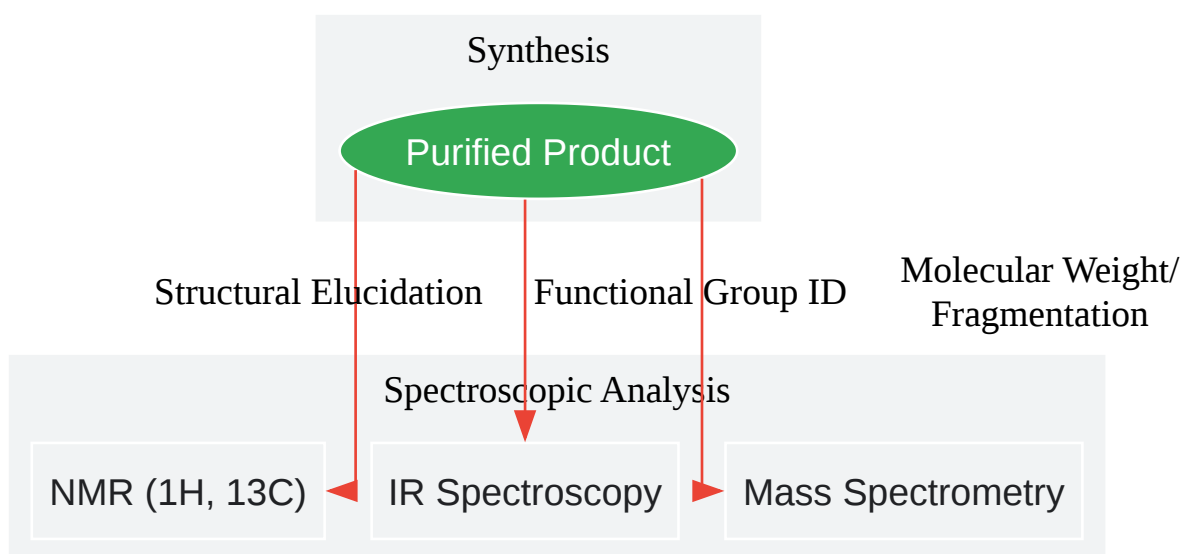 Synthesis
Purified Product
Structural Elucidation
Functional Group ID
Molecular Weight/
Fragmentation
Spectroscopic Analysis
NMR (1H, 13C)
IR Spectroscopy
Mass Spectrometry